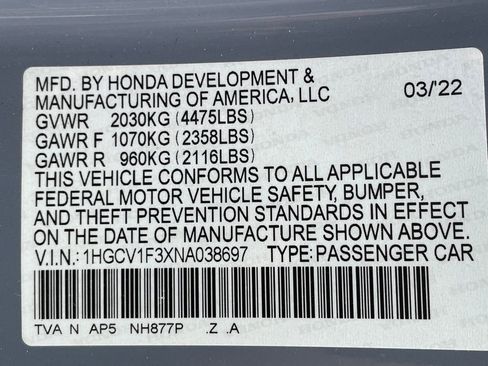 MFD. BY HONDA DEVELOPMENT &
MANUFACTURING OF AMERICA, LLC 03/22
GVWR 2030KG (4475LBS)
GAWR F 1070KG (2358LBS)
GAWR R 960KG (2116LBS)
THIS VEHICLE CONFORMS TO ALL APPLICABLE
FEDERAL MOTOR VEHICLE SAFETY, BUMPER,
AND THEFT PREVENTION STANDARDS IN EFFECT
ON THE DATE OF MANUFACTURE SHOWN ABOVE.
V.I.N.: 1HGCV1F3XNA038697 TYPE: PASSENGER CAR
TVA N AP5 NH877P .Z .A